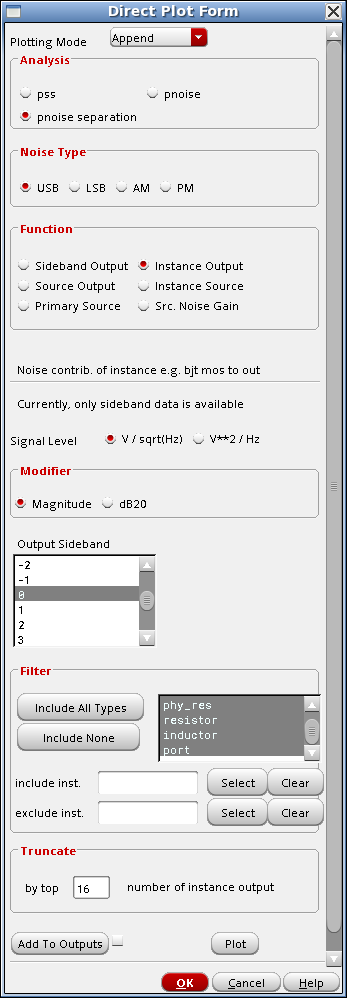 Direct Plot Form
Plotting Mode Append
Analysis
pss pnoise
pnoise separation
Noise Type
USB LSB AM PM
Function
Sideband Output Instance Output
Source Output Instance Source
Primary Source Src. Noise Gain
Noise contrib. of instance e.g. bjt mos to out
Currently, only sideband data is available
Signal Level V / sqrt(Hz) V**2 / Hz
Modifier
Magnitude dB20
Output Sideband
-2
-1
0
1
2
3
Filter
Include All Types
Include None
phy_res
resistor
inductor
port
include inst. Select Clear
exclude inst. Select Clear
Truncate
by top 16 number of instance output
Add To Outputs Plot
OK Cancel Help